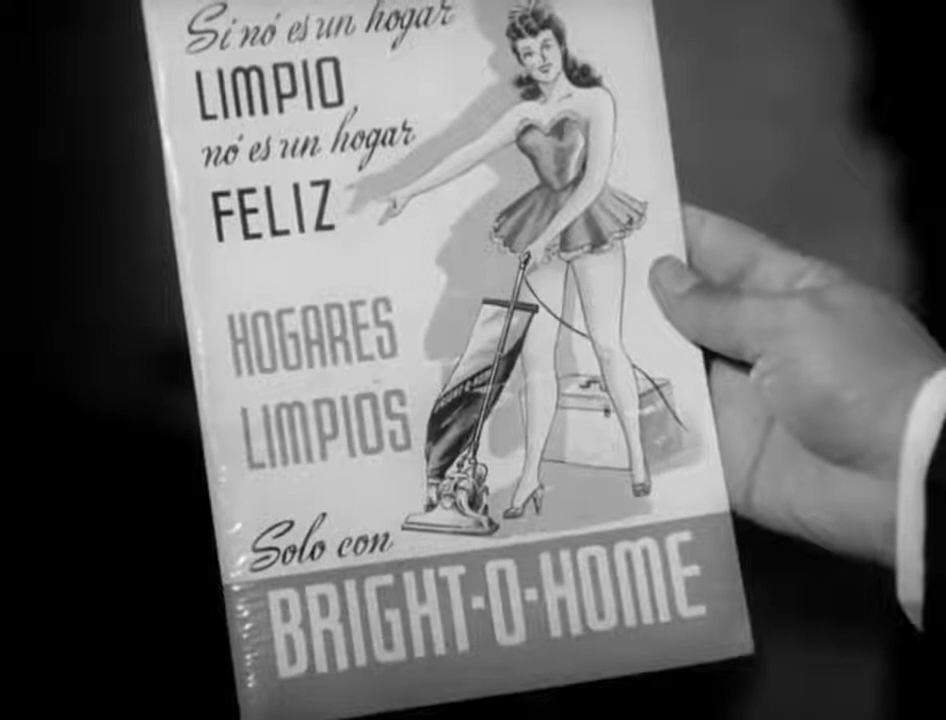 Si nó es un hogar
LIMPIO,
nó es un hogar
FELIZ
HOGARES
LIMPIOS
Solo con
BRIGHT-O-HOME